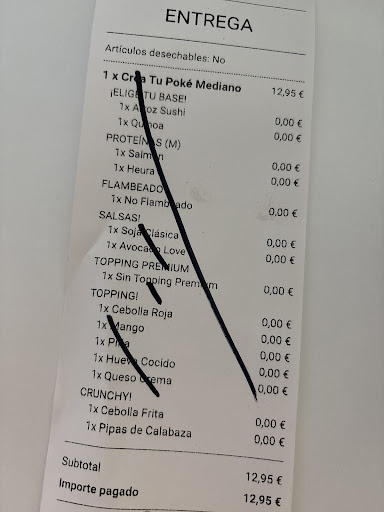 ENTREGA
Artículos desechables: No
1 x Crea Tu Poké Mediano 12,95 €
¡ELIGE TU BASE!
1x Arroz Sushi 0,00 €
1x Quinoa 0,00 €
PROTEÍNAS (M)
1x Salmón 0,00 €
1x Heura 0,00 €
FLAMBEADO
1x No Flambeado 0,00 €
SALSAS!
1x Soja Clásica 0,00 €
1x Avocado Love 0,00 €
TOPPING PREMIUM
1x Sin Topping Premium 0,00 €
TOPPING!
1x Cebolla Roja 0,00 €
1x Mango 0,00 €
1x Piña 0,00 €
1x Huevo Cocido 0,00 €
1x Queso Crema 0,00 €
CRUNCHY!
1x Cebolla Frita 0,00 €
1x Pipas de Calabaza 0,00 €
Subtotal 12,95 €
Importe pagado 12,95 €